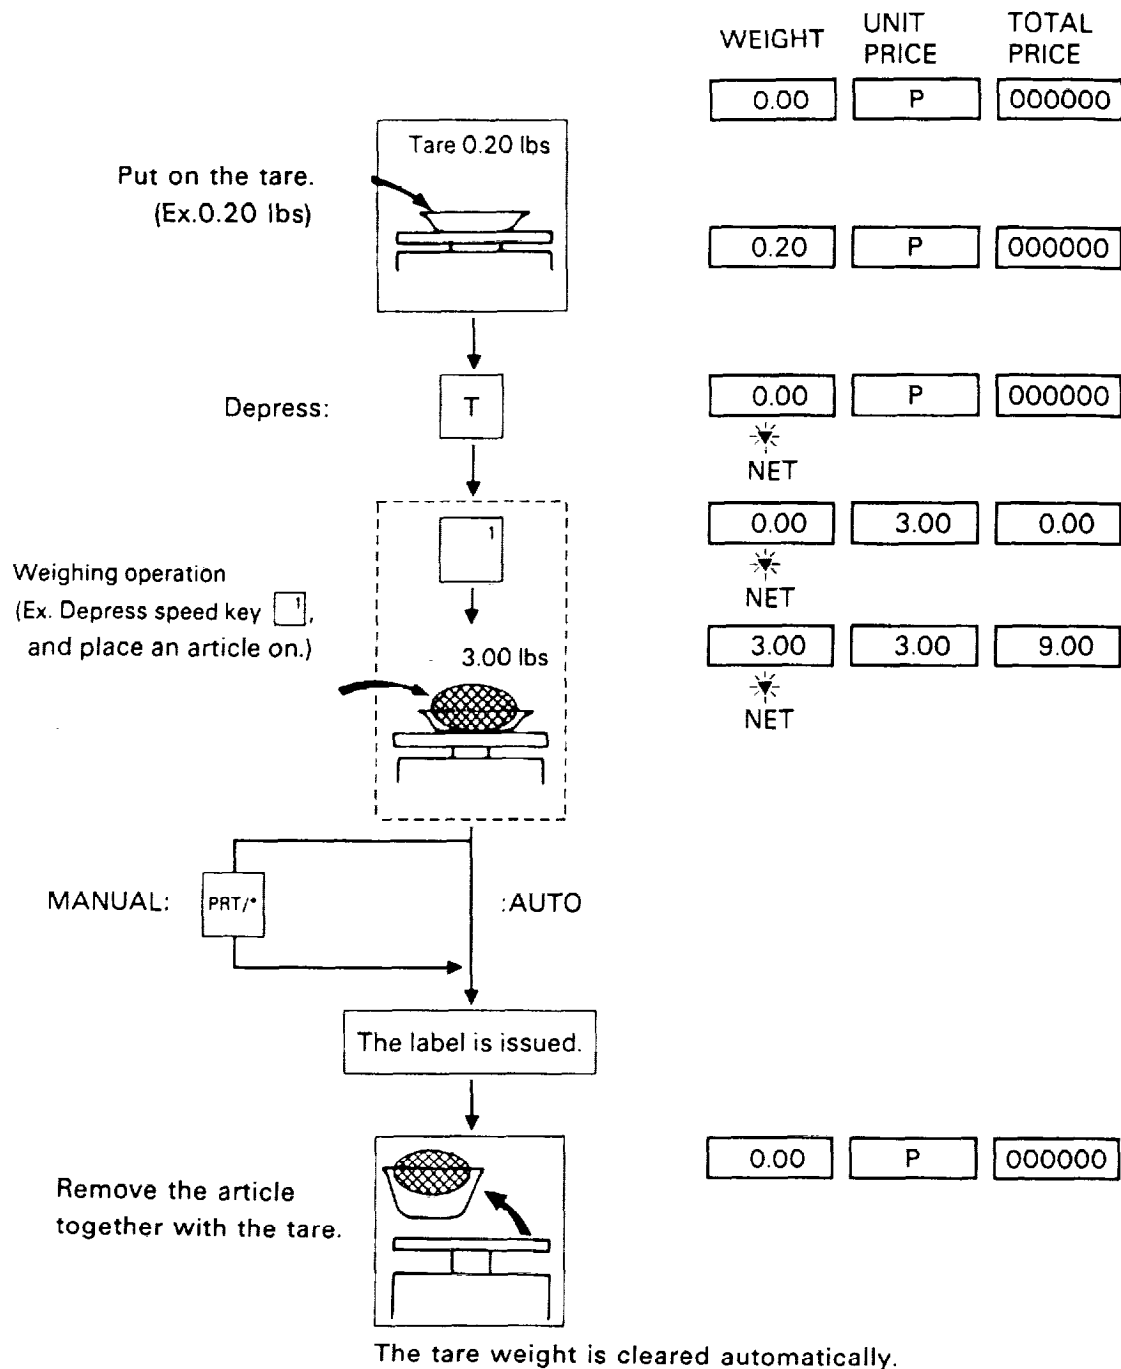 WEIGHT UNIT PRICE TOTAL PRICE
0.00 P 000000
Tare 0.20 lbs
Put on the tare.
(Ex.0.20 lbs)
0.20 P 000000
Depress: T
0.00 P 000000
NET
1
0.00 3.00 0.00
NET
Weighing operation
(Ex. Depress speed key 1,
and place an article on.)
3.00 lbs
3.00 3.00 9.00
NET
MANUAL: PRT/* :AUTO
The label is issued.
Remove the article
together with the tare.
0.00 P 000000
The tare weight is cleared automatically.